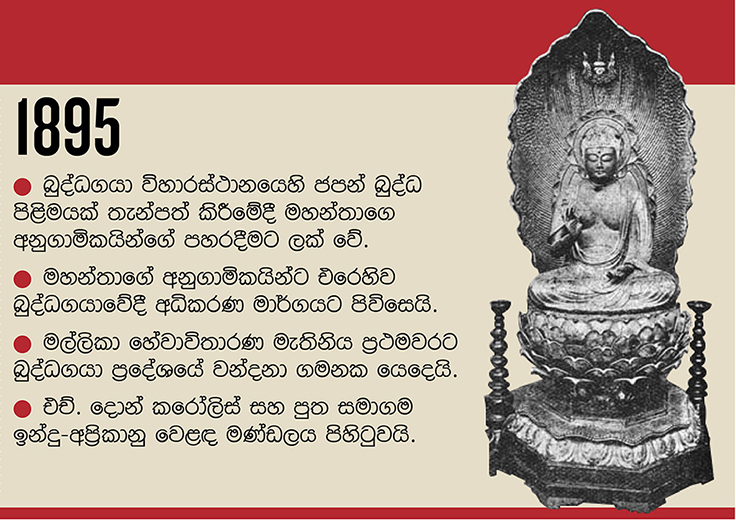 1895
● බුද්ධගයා විහාරස්ථානයෙහි ජපන් බුද්ධ
පිළිමයක් තැන්පත් කිරීමේදී මහන්තාගෙ
අනුගාමිකයින්ගේ පහරදීමට ලක් වේ.
● මහන්තාගේ අනුගාමිකයින්ට එරෙහිව
බුද්ධගයාවේදී අධිකරණ මාර්ගයට පිවිසෙයි.
● මල්ලිකා හේවාවිතාරණ මැතිනිය ප්‍රථමවරට
බුද්ධගයා ප්‍රදේශයේ වන්දනා ගමනක යෙදෙයි.
● එච්. දොන් කරෝලිස් සහ පුත සමාගම
ඉන්දු-අප්‍රිකානු වෙළඳ මණ්ඩලය පිහිටුවයි.